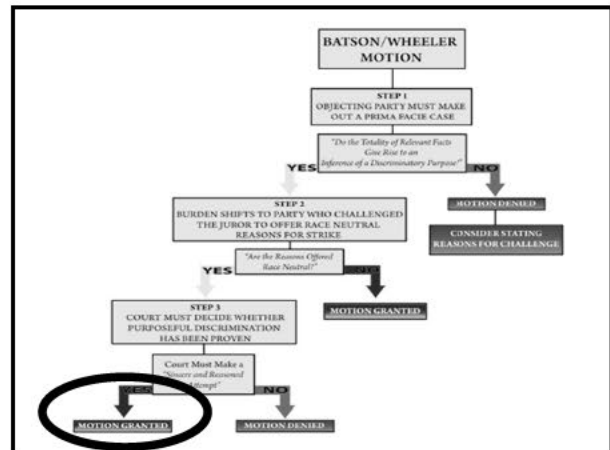 BATSON/WHEELER
MOTION
STEP 1
OBJECTING PARTY MUST MAKE
OUT A PRIMA FACIE CASE
"Do the Totality of Relevant Facts
Give Rise to an
Inference of a Discriminatory Purpose?"
YES
NO
MOTION DENIED
CONSIDER STATING
REASONS FOR CHALLENGE
STEP 2
BURDEN SHIFTS TO PARTY WHO CHALLENGED
THE JUROR TO OFFER RACE NEUTRAL
REASONS FOR STRIKE
"Are the Reasons Offered
Race Neutral?"
YES
NO
MOTION GRANTED
STEP 3
COURT MUST DECIDE WHETHER
PURPOSEFUL DISCRIMINATION
HAS BEEN PROVEN
Court Must Make a
"Sincere and Reasoned
Attempt"
YES
NO
MOTION GRANTED
MOTION DENIED